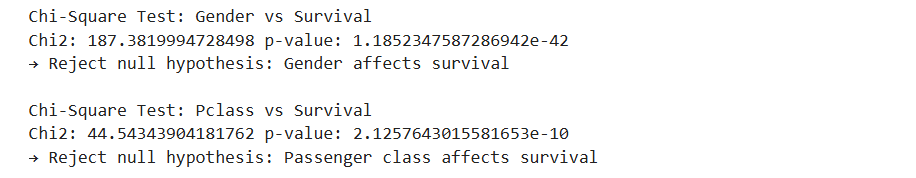 Chi-Square Test: Gender vs Survival
Chi2: 187.3819994728498 p-value: 1.1852347587286942e-42
→ Reject null hypothesis: Gender affects survival
Chi-Square Test: Pclass vs Survival
Chi2: 44.54343904181762 p-value: 2.1257643015581653e-10
→ Reject null hypothesis: Passenger class affects survival